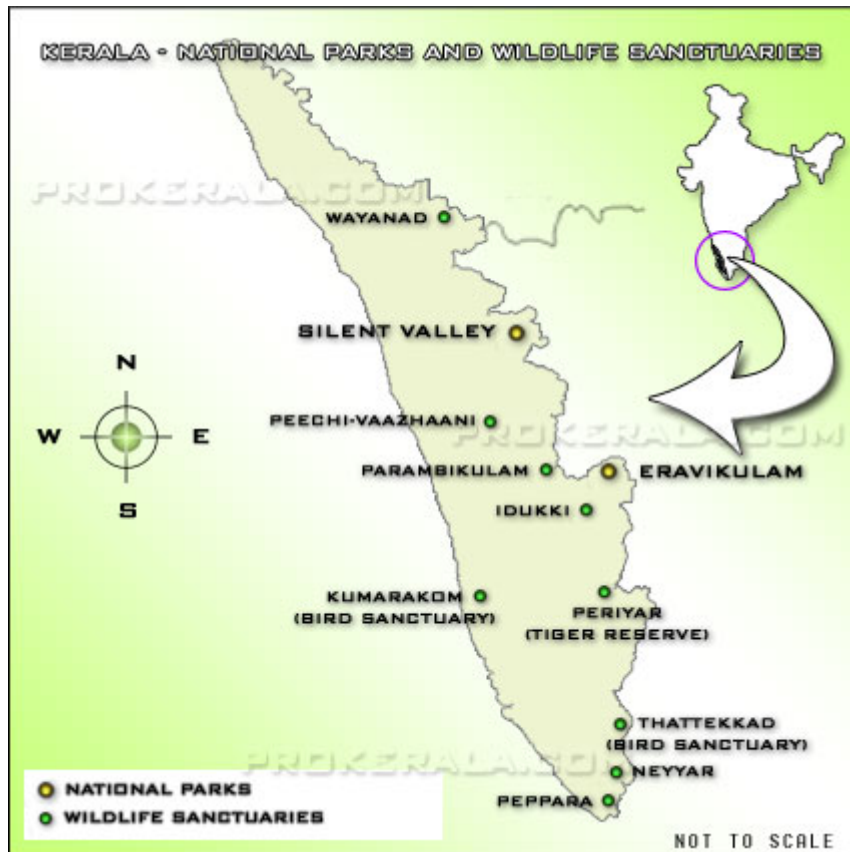 KERALA - NATIONAL PARKS AND WILDLIFE SANCTUARIES
PROKERALA.COM
WAYANAD
SILENT VALLEY
N
W E
S
PEECHI-VAAZHAANI
PROKERALA.COM
PARAMBIKULAM
ERAVIKULAM
IDUKKI
KUMARAKOM
(BIRD SANCTUARY)
PERIYAR
(TIGER RESERVE)
THATTEKKAD
(BIRD SANCTUARY)
PROKERALA.COM
NEYYAR
PEPPARA
NATIONAL PARKS
WILDLIFE SANCTUARIES
NOT TO SCALE